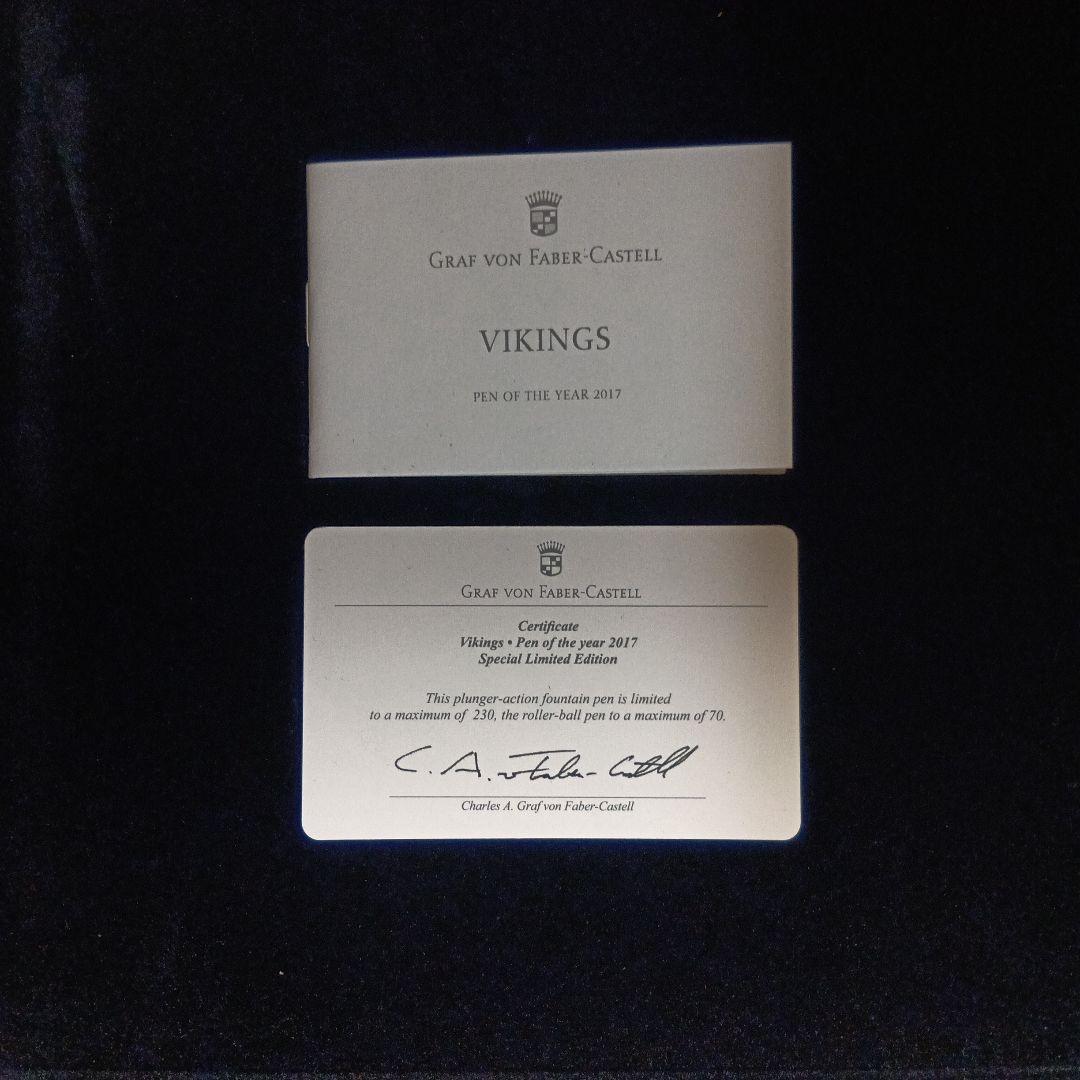 GRAF VON FABER-CASTELL
VIKINGS
PEN OF THE YEAR 2017
GRAF VON FABER-CASTELL
Certificate
Vikings • Pen of the year 2017
Special Limited Edition
This plunger-action fountain pen is limited
to a maximum of 230, the roller-ball pen to a maximum of 70.
C. A. v Faber-Castell
Charles A. Graf von Faber-Castell